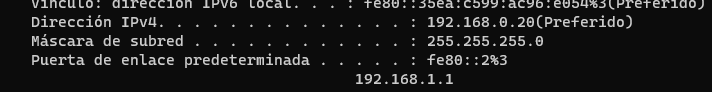 Vínculo: dirección IPv6 local. . . : fe80::35ea:c599:ac96:e054%3(Preferido)
Dirección IPv4. . . . . . . . . . . . . . : 192.168.0.20(Preferido)
Máscara de subred . . . . . . . . . . . . : 255.255.255.0
Puerta de enlace predeterminada . . . . . : fe80::2%3
192.168.1.1